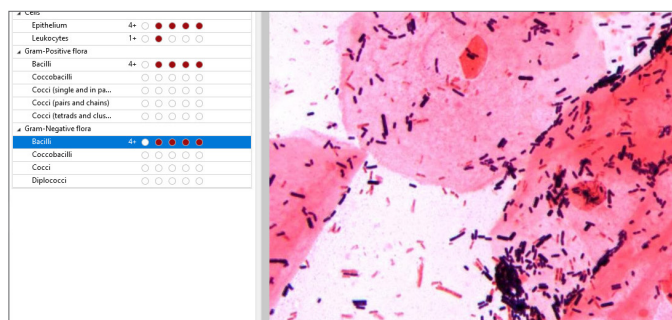 Cells
Epithelium 4+
Leukocytes 1+
Gram-Positive flora
Bacilli 4+
Coccobacilli
Cocci (single and in pa...
Cocci (pairs and chains)
Cocci (tetrads and clus...
Gram-Negative flora
Bacilli 4+
Coccobacilli
Cocci
Diplococci